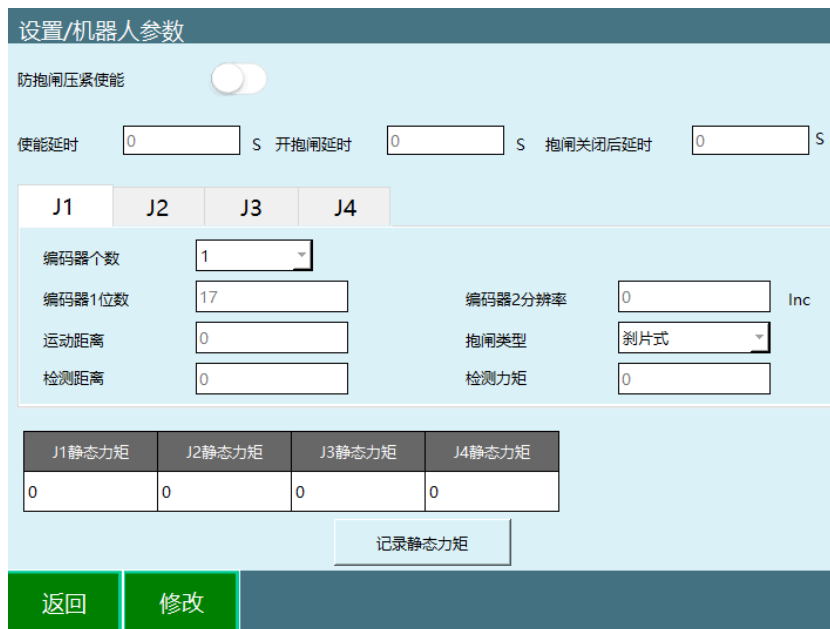 设置/机器人参数
防抱闸压紧使能
使能延时 0 S 开抱闸延时 0 S 抱闸关闭后延时 0 S
J1 J2 J3 J4
编码器个数 1
编码器1位数 17 编码器2分辨率 0 Inc
运动距离 0 抱闸类型 刹片式
检测距离 0 检测力矩 0
J1静态力矩 J2静态力矩 J3静态力矩 J4静态力矩
0 0 0 0
记录静态力矩
返回 修改